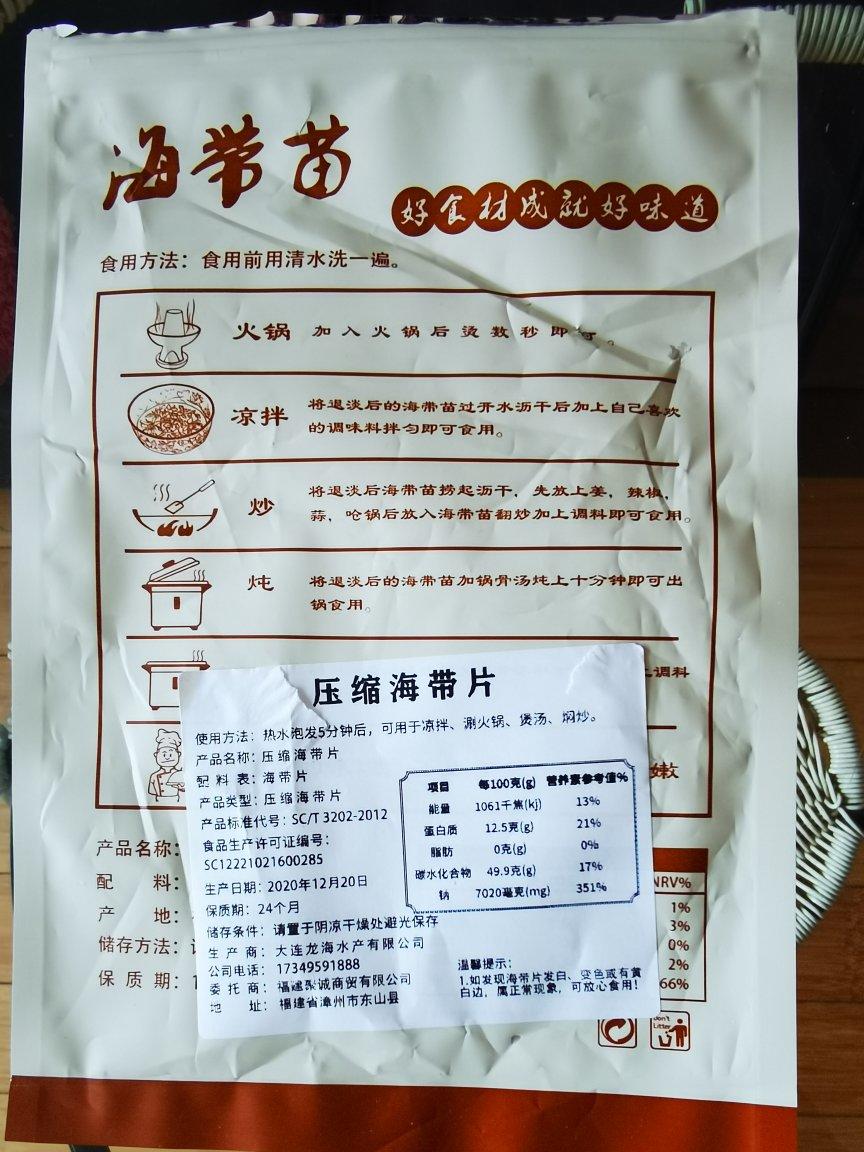 海带苗
好食材成就好味道
食用方法：食用前用清水洗一遍。
火锅 加入火锅后烫数秒即可。
凉拌 将退淡后的海带苗过开水沥干后加上自己喜欢
的调味料拌匀即可食用。
炒 将退淡后海带苗捞起沥干，先放上姜，辣椒，
蒜，呛锅后放入海带苗翻炒加上调料即可食用。
炖 将退淡后的海带苗加锅骨汤炖上十分钟即可出
锅食用。
上调料
嫩
压缩海带片
使用方法：热水泡发5分钟后，可用于凉拌、涮火锅、煲汤、焖炒。
产品名称：压缩海带片
配料表：海带片
产品类型：压缩海带片
产品标准代号：SC/T 3202-2012
食品生产许可证编号：
SC12221021600285
生产日期：2020年12月20日
保质期：24个月
储存条件：请置于阴凉干燥处避光保存
生产商：大连龙海水产有限公司
公司电话：17349591888
委托商：福建聚诚商贸有限公司
地址：福建省漳州市东山县
项目 每100克(g) 营养素参考值%
能量 1061千焦(kj) 13%
蛋白质 12.5克(g) 21%
脂肪 0克(g) 0%
碳水化合物 49.9克(g) 17%
钠 7020毫克(mg) 351%
温馨提示：
1.如发现海带片发白、变色或有黄
白边，属正常现象，可放心食用！
产品名称：
配料：
产地：
储存方法：
保质期：1
NRV%
1%
3%
0%
2%
66%
Don't
Litter